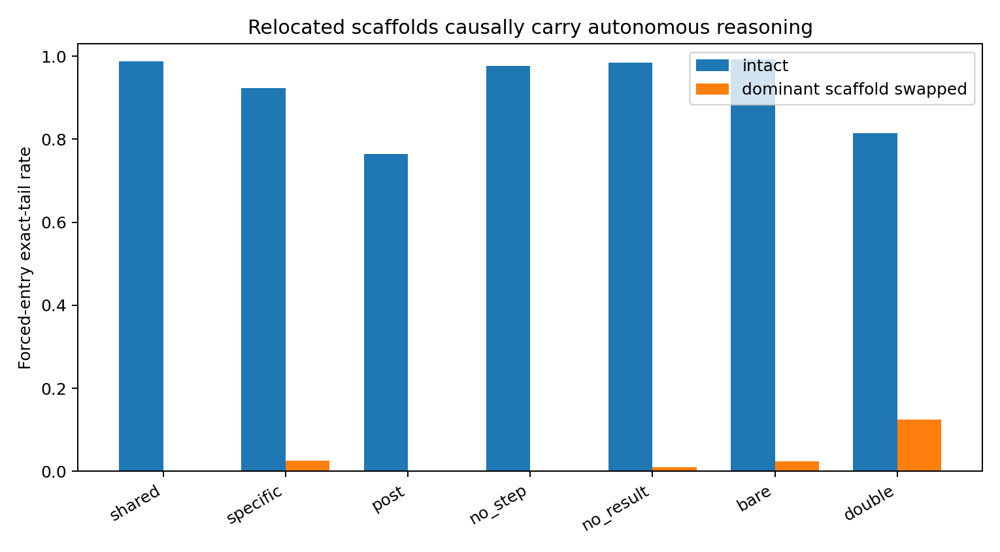 Relocated scaffolds causally carry autonomous reasoning
intact
dominant scaffold swapped
Forced-entry exact-tail rate
1.0
0.8
0.6
0.4
0.2
0.0
shared
specific
post
no_step
no_result
bare
double